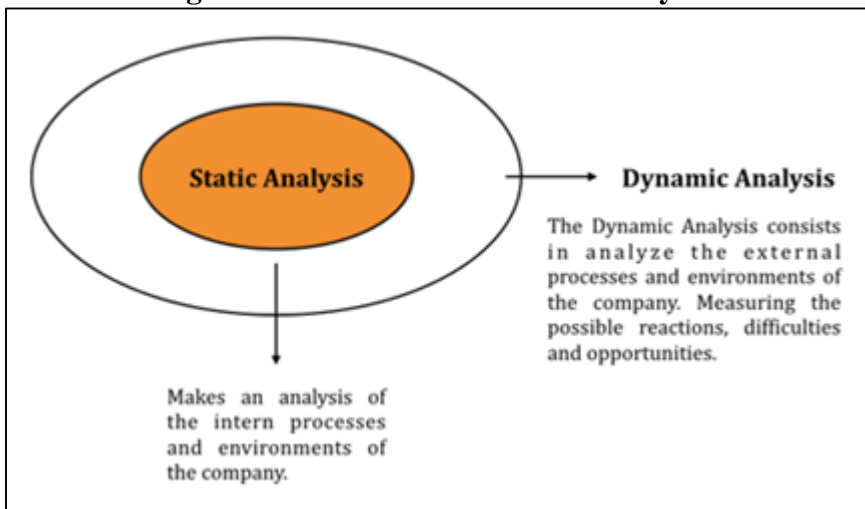 Static Analysis
Dynamic Analysis
The Dynamic Analysis consists
in analyze the external
processes and environments of
the company. Measuring the
possible reactions, difficulties
and opportunities.
Makes an analysis of
the intern processes
and environments of
the company.